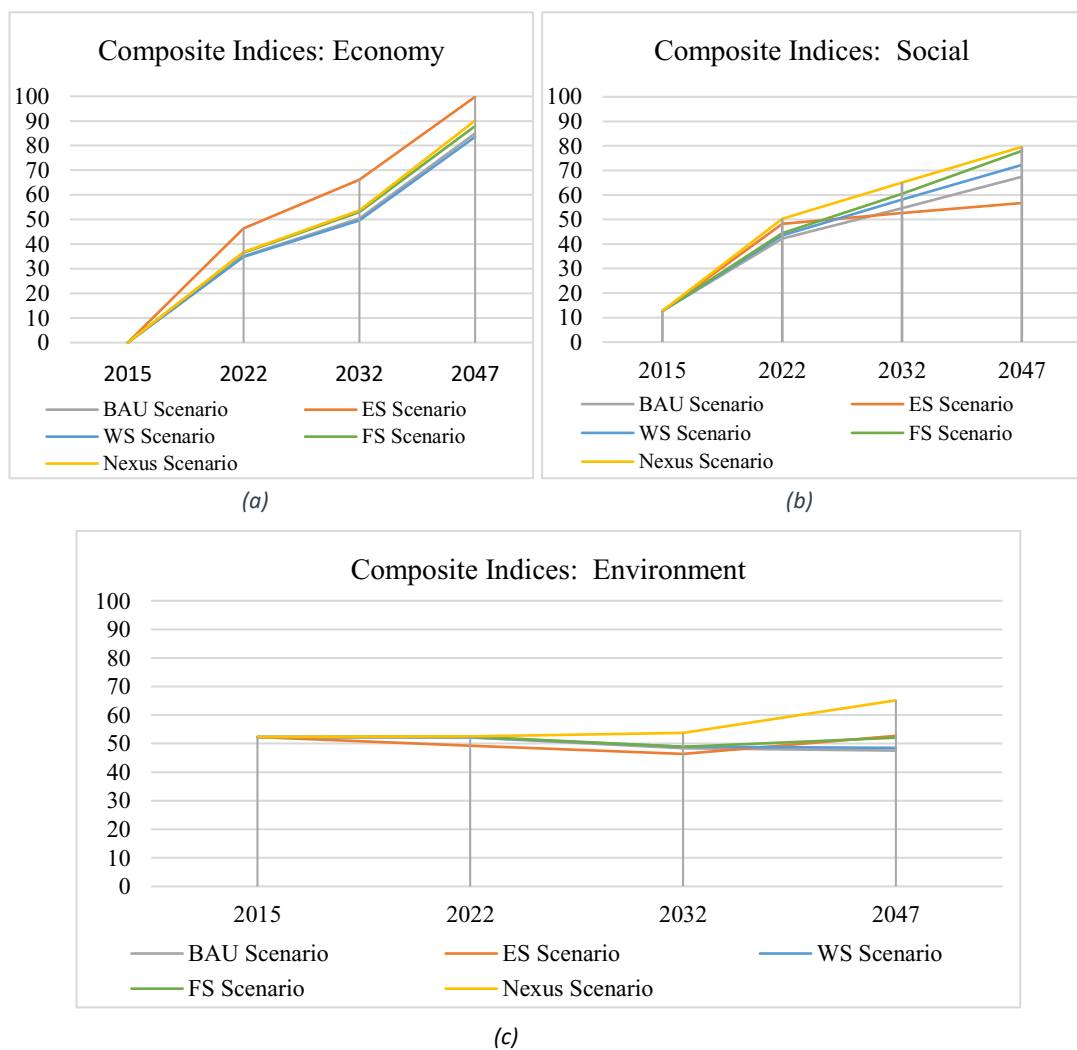 Composite Indices: Economy
100
90
80
70
60
50
40
30
20
10
0
2015 2022 2032 2047
BAU Scenario ES Scenario
WS Scenario FS Scenario
Nexus Scenario
(a)
Composite Indices: Social
100
90
80
70
60
50
40
30
20
10
0
2015 2022 2032 2047
BAU Scenario ES Scenario
WS Scenario FS Scenario
Nexus Scenario
(b)
Composite Indices: Environment
100
90
80
70
60
50
40
30
20
10
0
2015 2022 2032 2047
BAU Scenario ES Scenario WS Scenario
FS Scenario Nexus Scenario
(c)